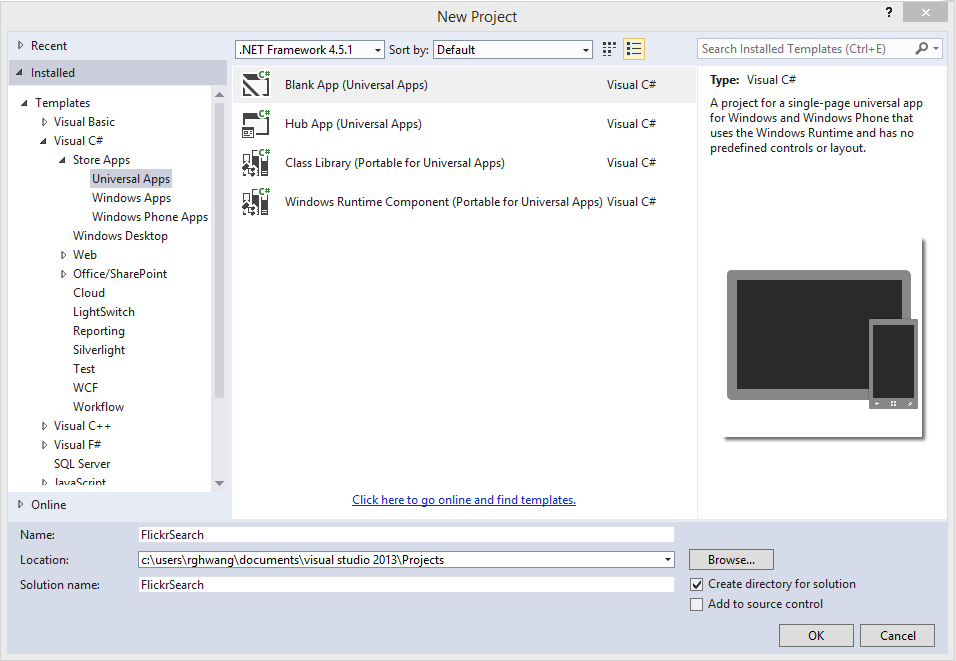 New Project
?
Recent
Installed
Templates
Visual Basic
Visual C#
Store Apps
Universal Apps
Windows Apps
Windows Phone Apps
Windows Desktop
Web
Office/SharePoint
Cloud
LightSwitch
Reporting
Silverlight
Test
WCF
Workflow
Visual C++
Visual F#
SQL Server
JavaScript
Online
.NET Framework 4.5.1 Sort by: Default
C# Blank App (Universal Apps) Visual C#
C# Hub App (Universal Apps) Visual C#
C# Class Library (Portable for Universal Apps) Visual C#
C# Windows Runtime Component (Portable for Universal Apps) Visual C#
Click here to go online and find templates.
Search Installed Templates (Ctrl+E)
Type: Visual C#
A project for a single-page universal app
for Windows and Windows Phone that
uses the Windows Runtime and has no
predefined controls or layout.
Name: FlickrSearch
Location: c:\users\rghwang\documents\visual studio 2013\Projects Browse...
Solution name: FlickrSearch
Create directory for solution
Add to source control
OK Cancel